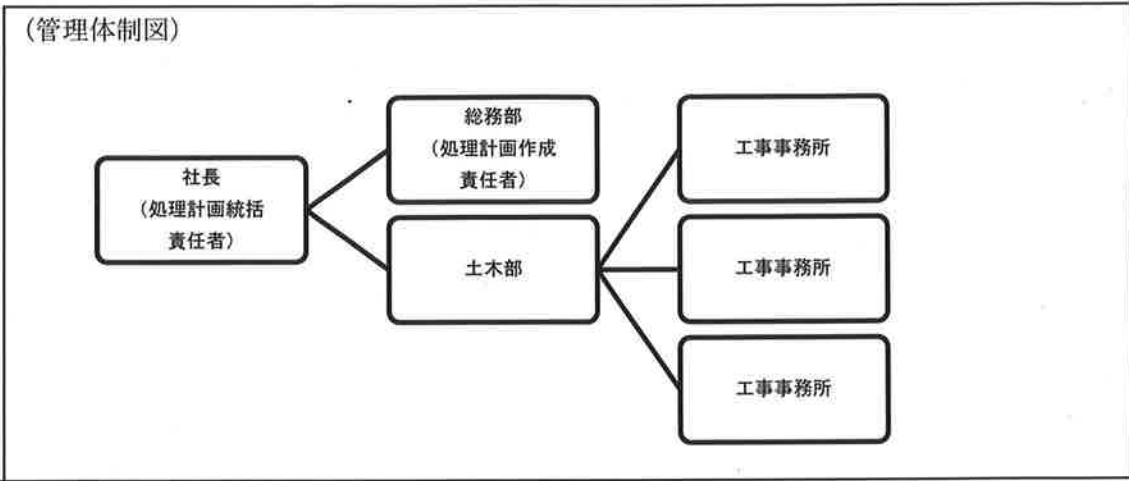 (管理体制図)
社長
(処理計画統括
責任者)
総務部
(処理計画作成
責任者)
土木部
工事事務所
工事事務所
工事事務所